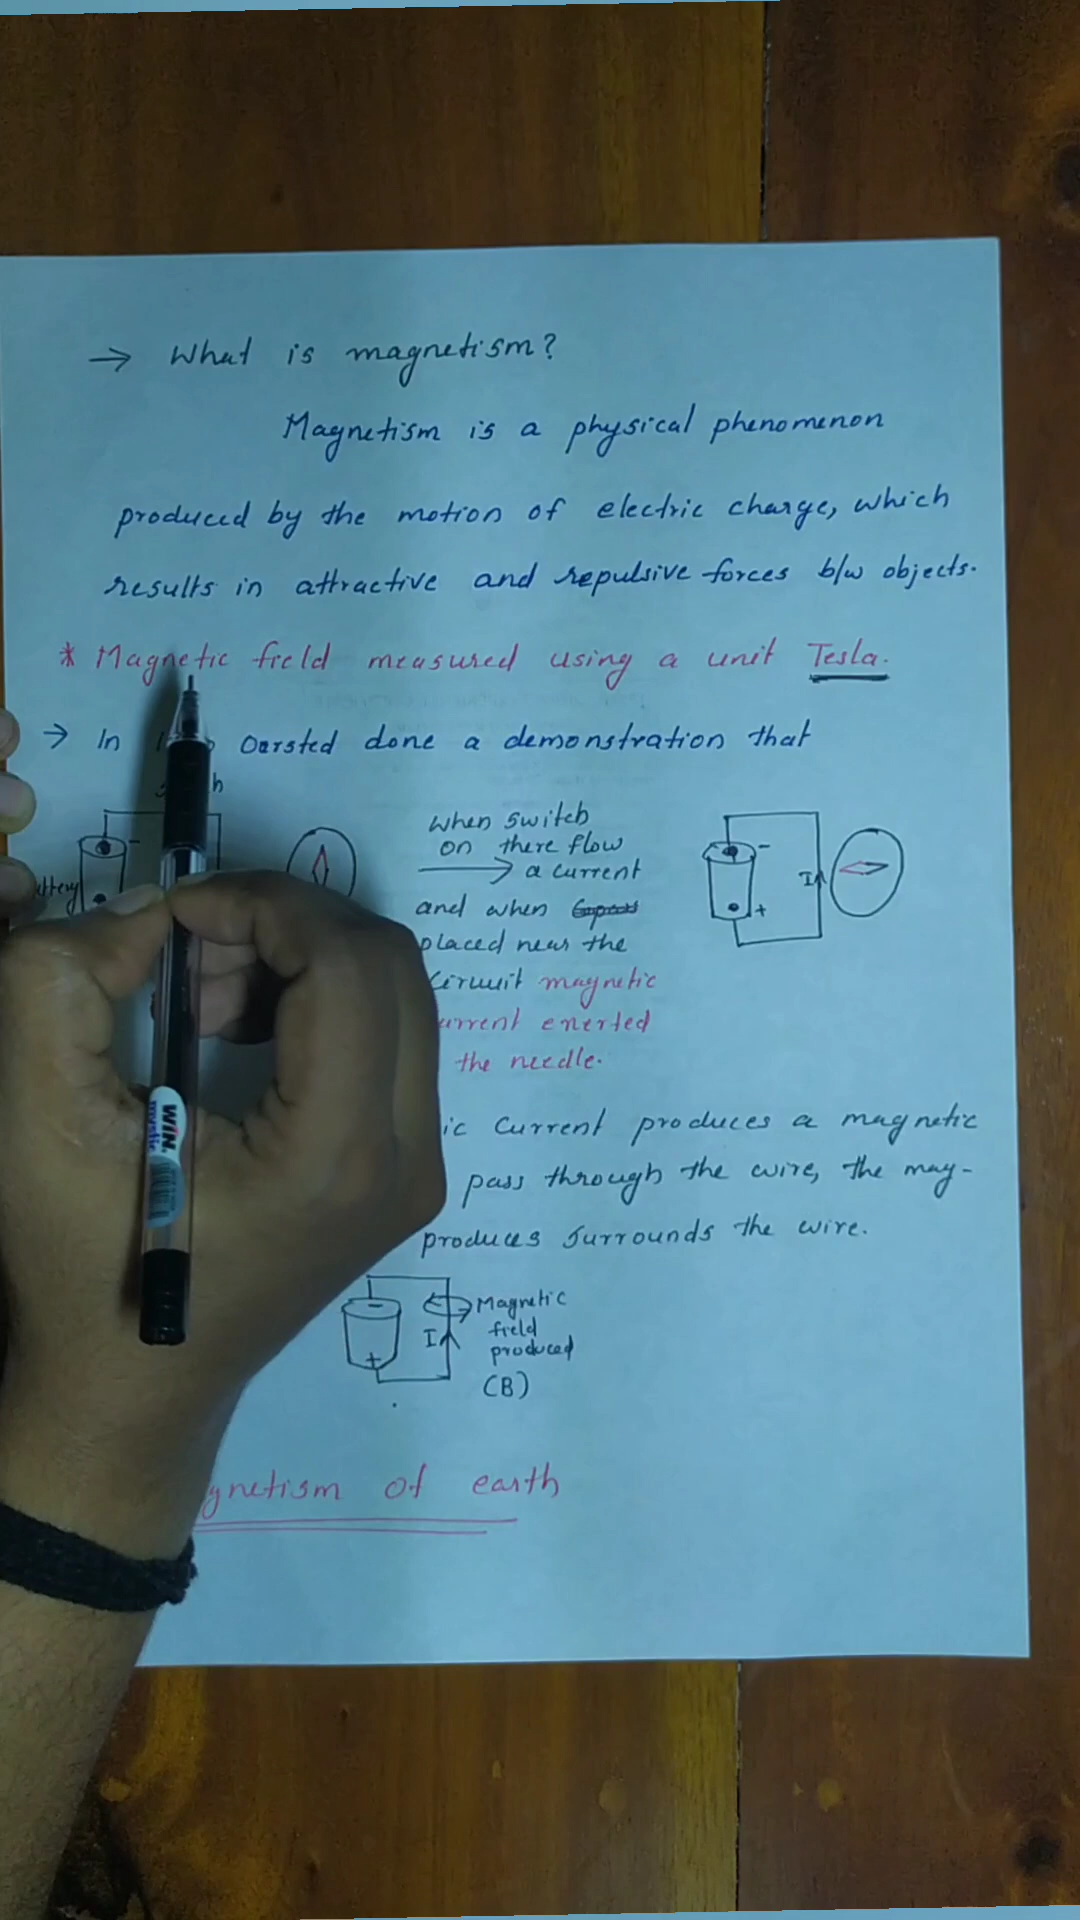 → What is magnetism?
Magnetism is a physical phenomenon
produced by the motion of electric charge, which
results in attractive and repulsive forces b/w objects.
* Magnetic field measured using a unit Tesla.
→ In Oersted done a demonstration that
when switch
on there flow
a current
and when
placed near the
circuit magnetic
current enerted
the needle.
-
+
I
-
ic current produces a magnetic
pass through the wire, the mag-
produces surrounds the wire.
Magnetic
field
produced
(B)
I
+
gnetism of earth
WIN
mystic